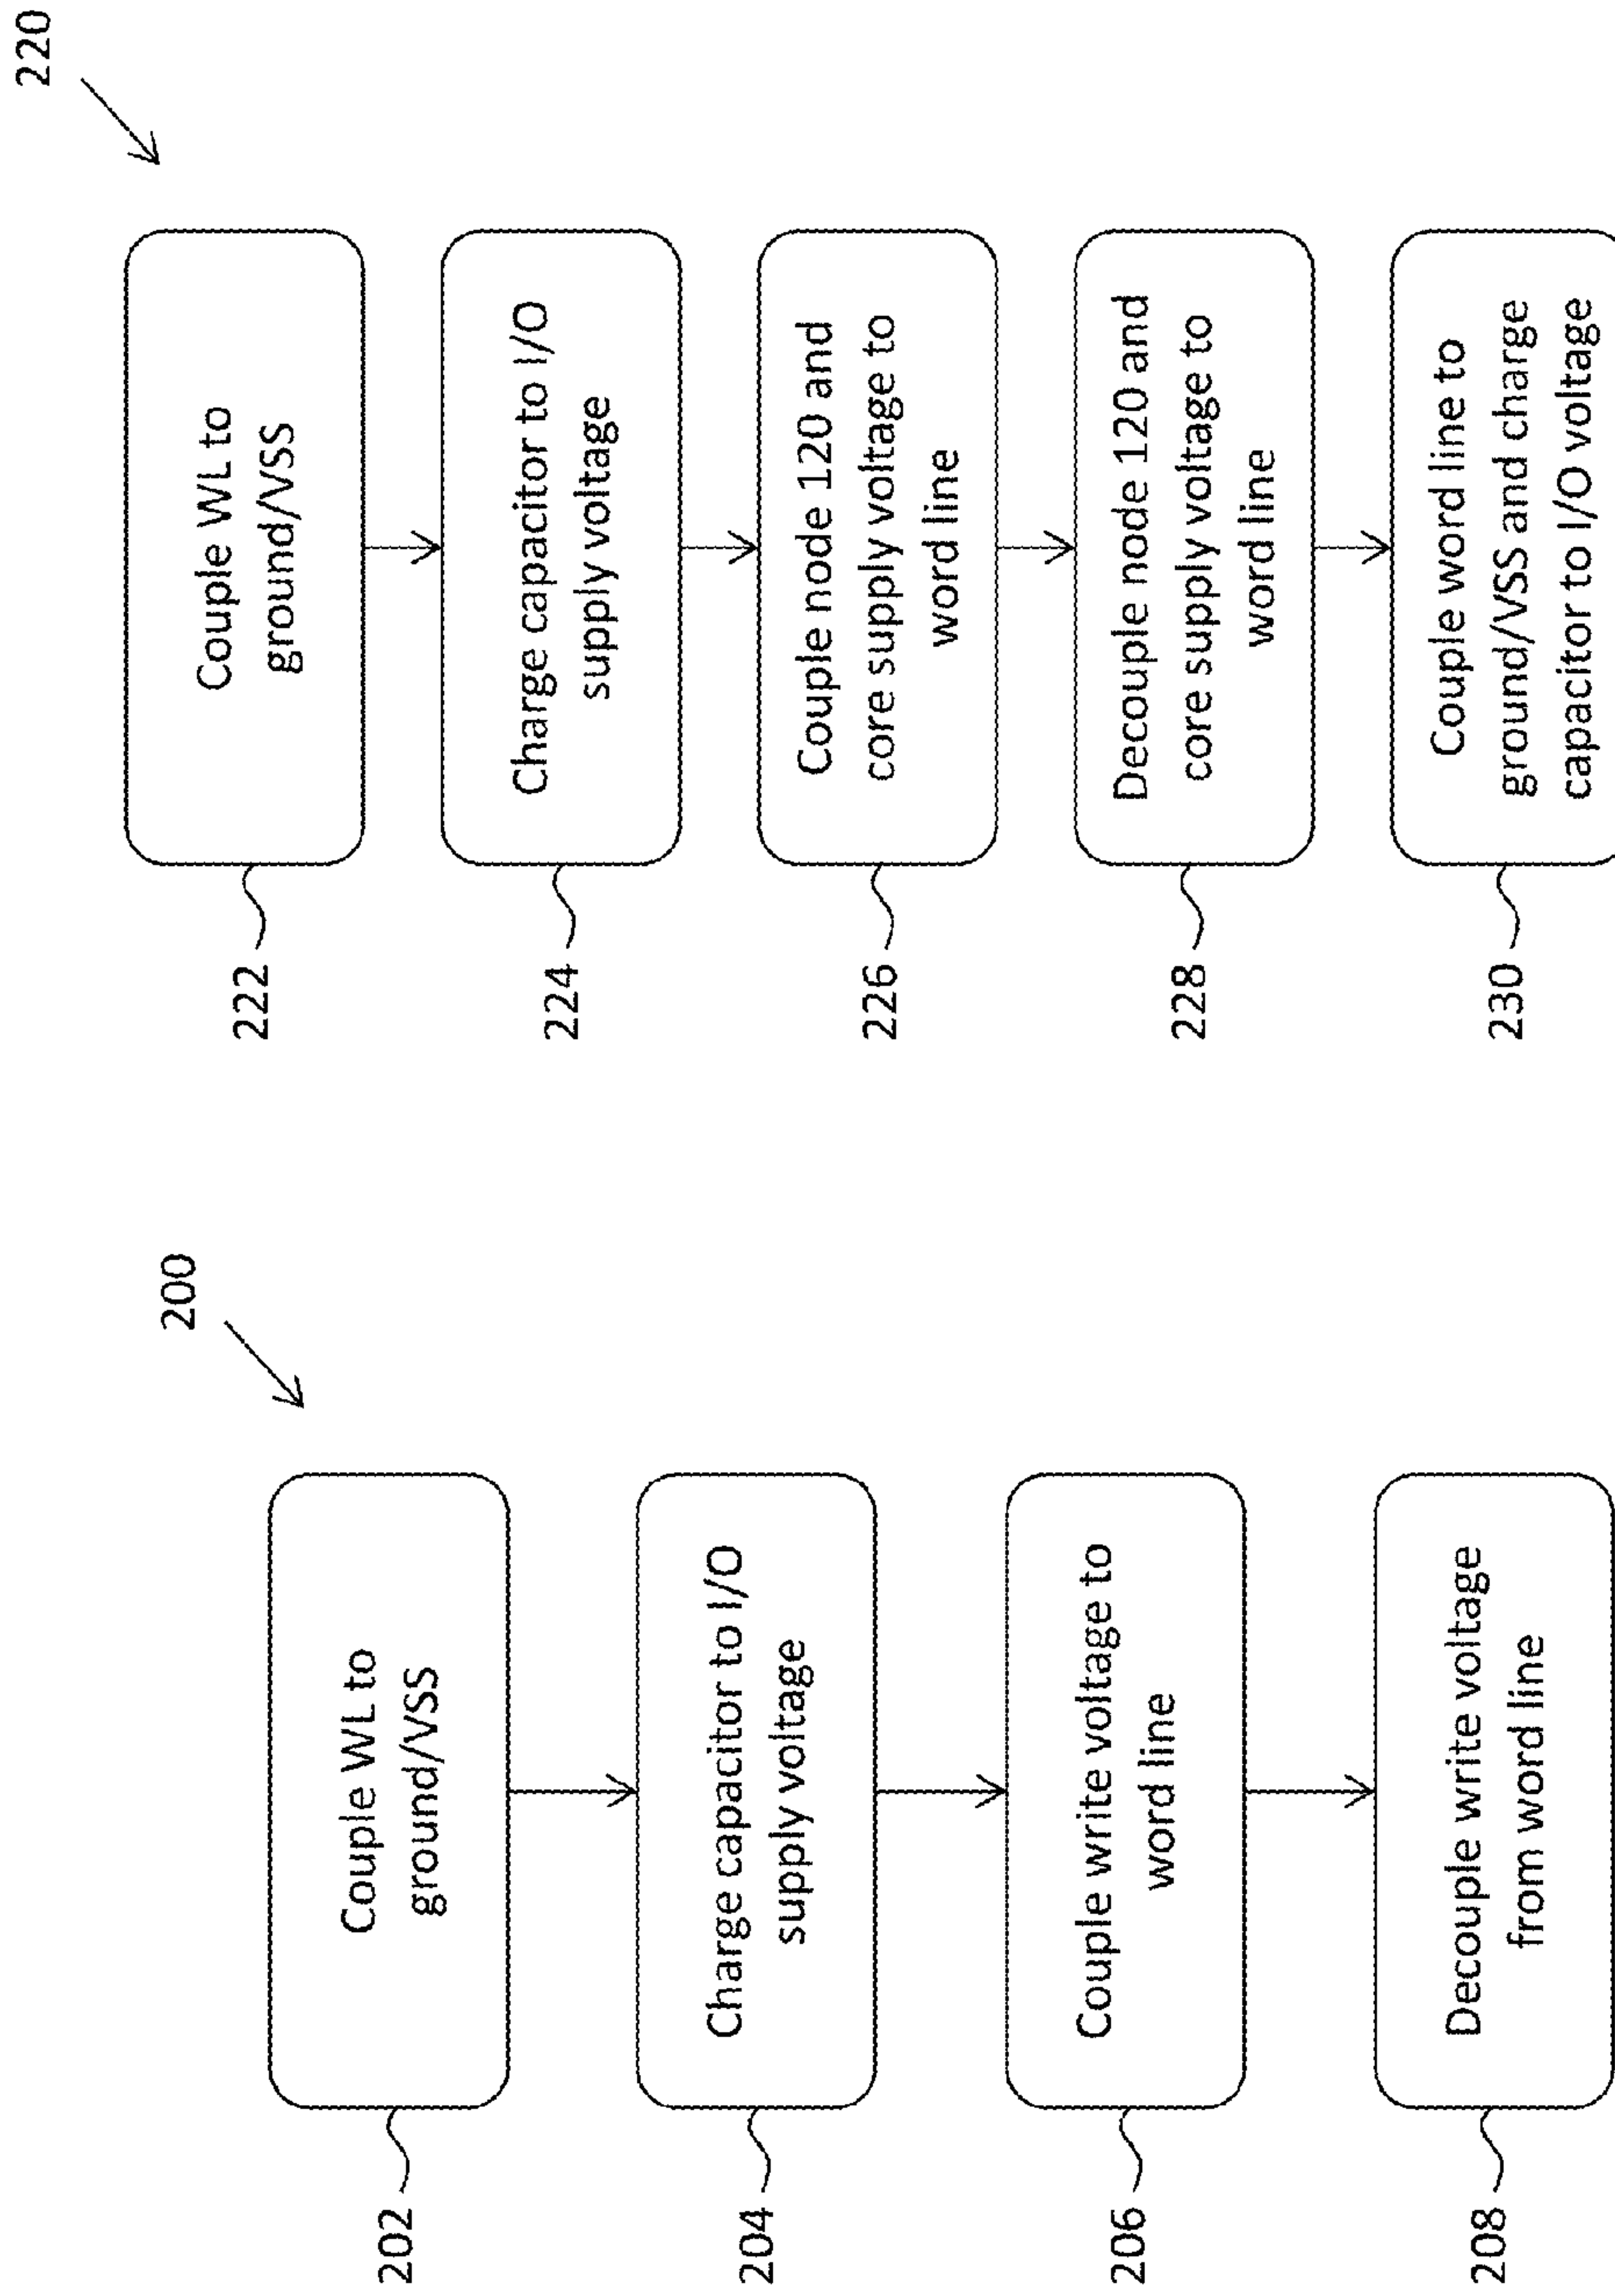 200
202
Couple WL to
ground/VSS
204
Charge capacitor to I/O
supply voltage
206
Couple write voltage to
word line
208
Decouple write voltage
from word line
220
222
Couple WL to
ground/VSS
224
Charge capacitor to I/O
supply voltage
226
Couple node 120 and
core supply voltage to
word line
228
Decouple node 120 and
core supply voltage to
word line
230
Couple word line to
ground/VSS and charge
capacitor to I/O voltage